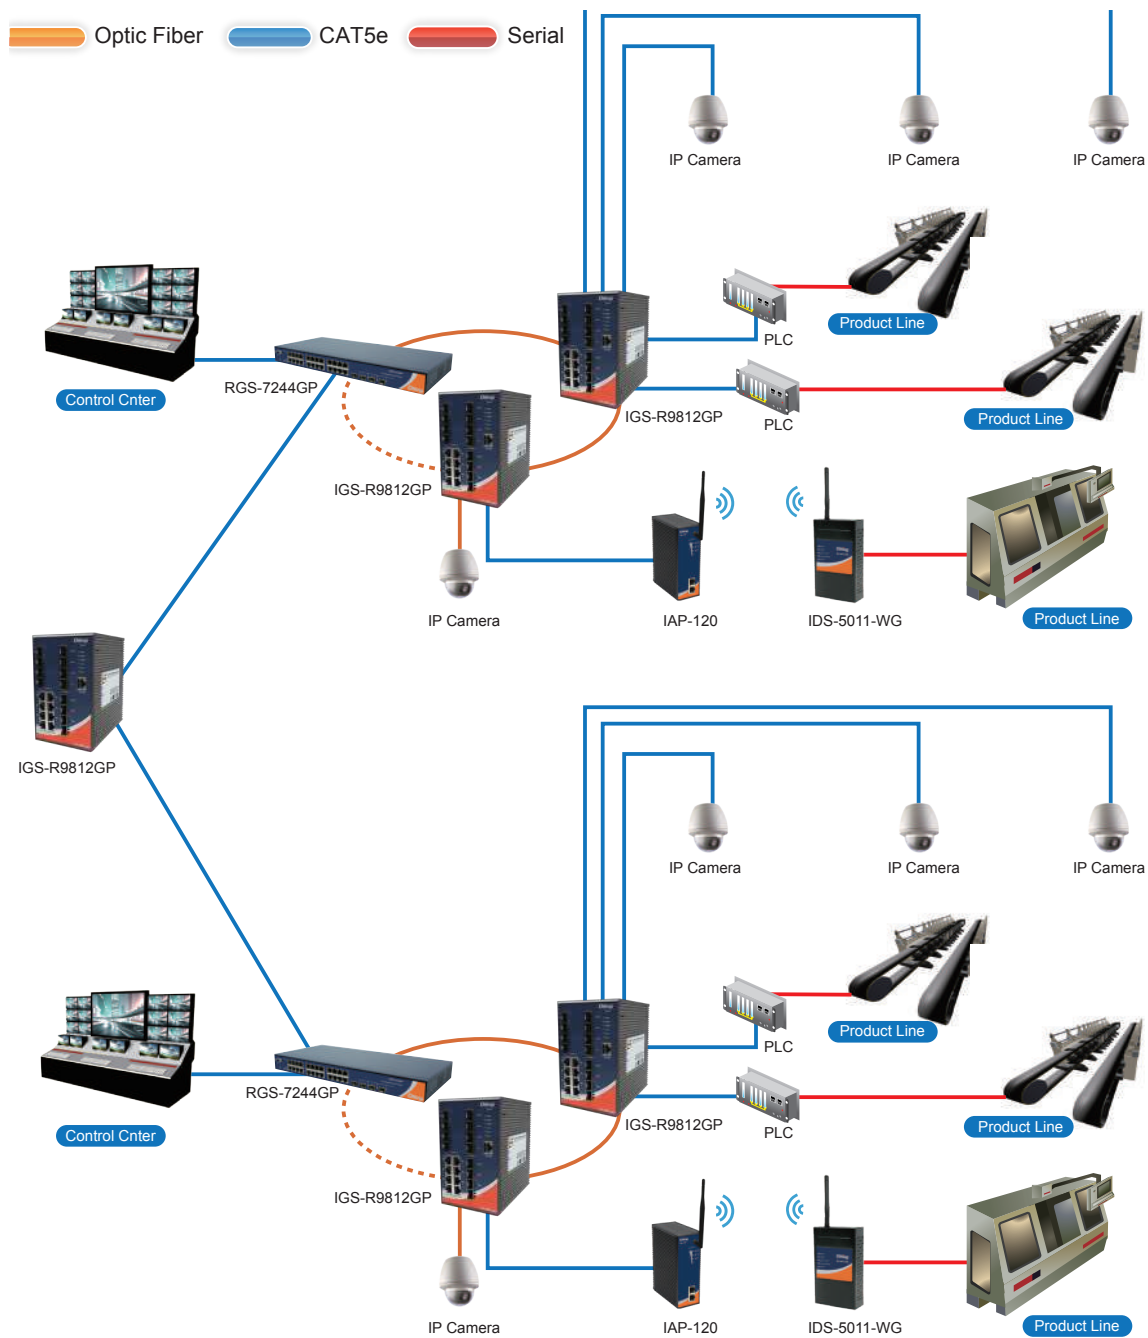 Optic Fiber CAT5e Serial
IP Camera IP Camera IP Camera
Product Line
PLC
RGS-7244GP
Control Cnter
IGS-R9812GP
PLC
Product Line
IGS-R9812GP
IP Camera
IAP-120
IDS-5011-WG
Product Line
IGS-R9812GP
IP Camera IP Camera IP Camera
Product Line
PLC
RGS-7244GP
Control Cnter
IGS-R9812GP
PLC
Product Line
IGS-R9812GP
IP Camera
IAP-120
IDS-5011-WG
Product Line